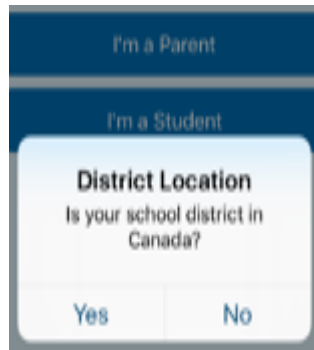 I'm a Parent
I'm a Student
District Location
Is your school district in
Canada?
Yes No